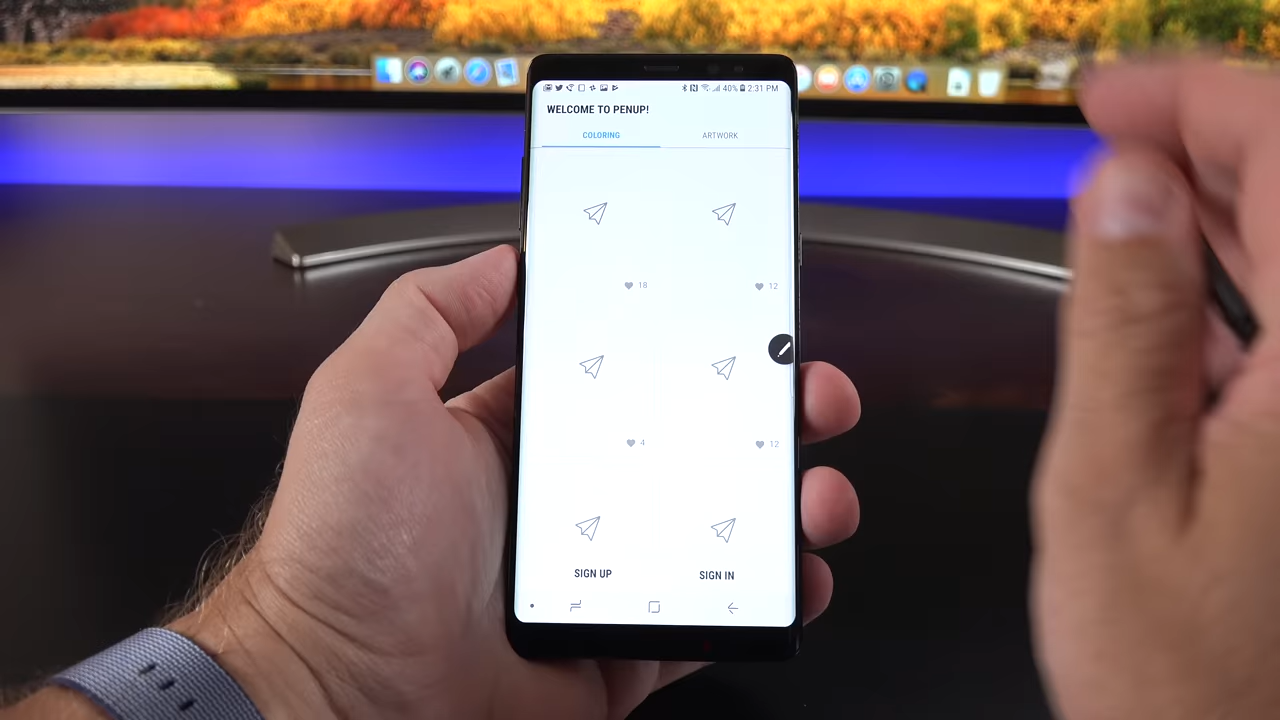 40% 2:31 PM
WELCOME TO PENUP!
COLORING ARTWORK
18 12
4 12
SIGN UP SIGN IN